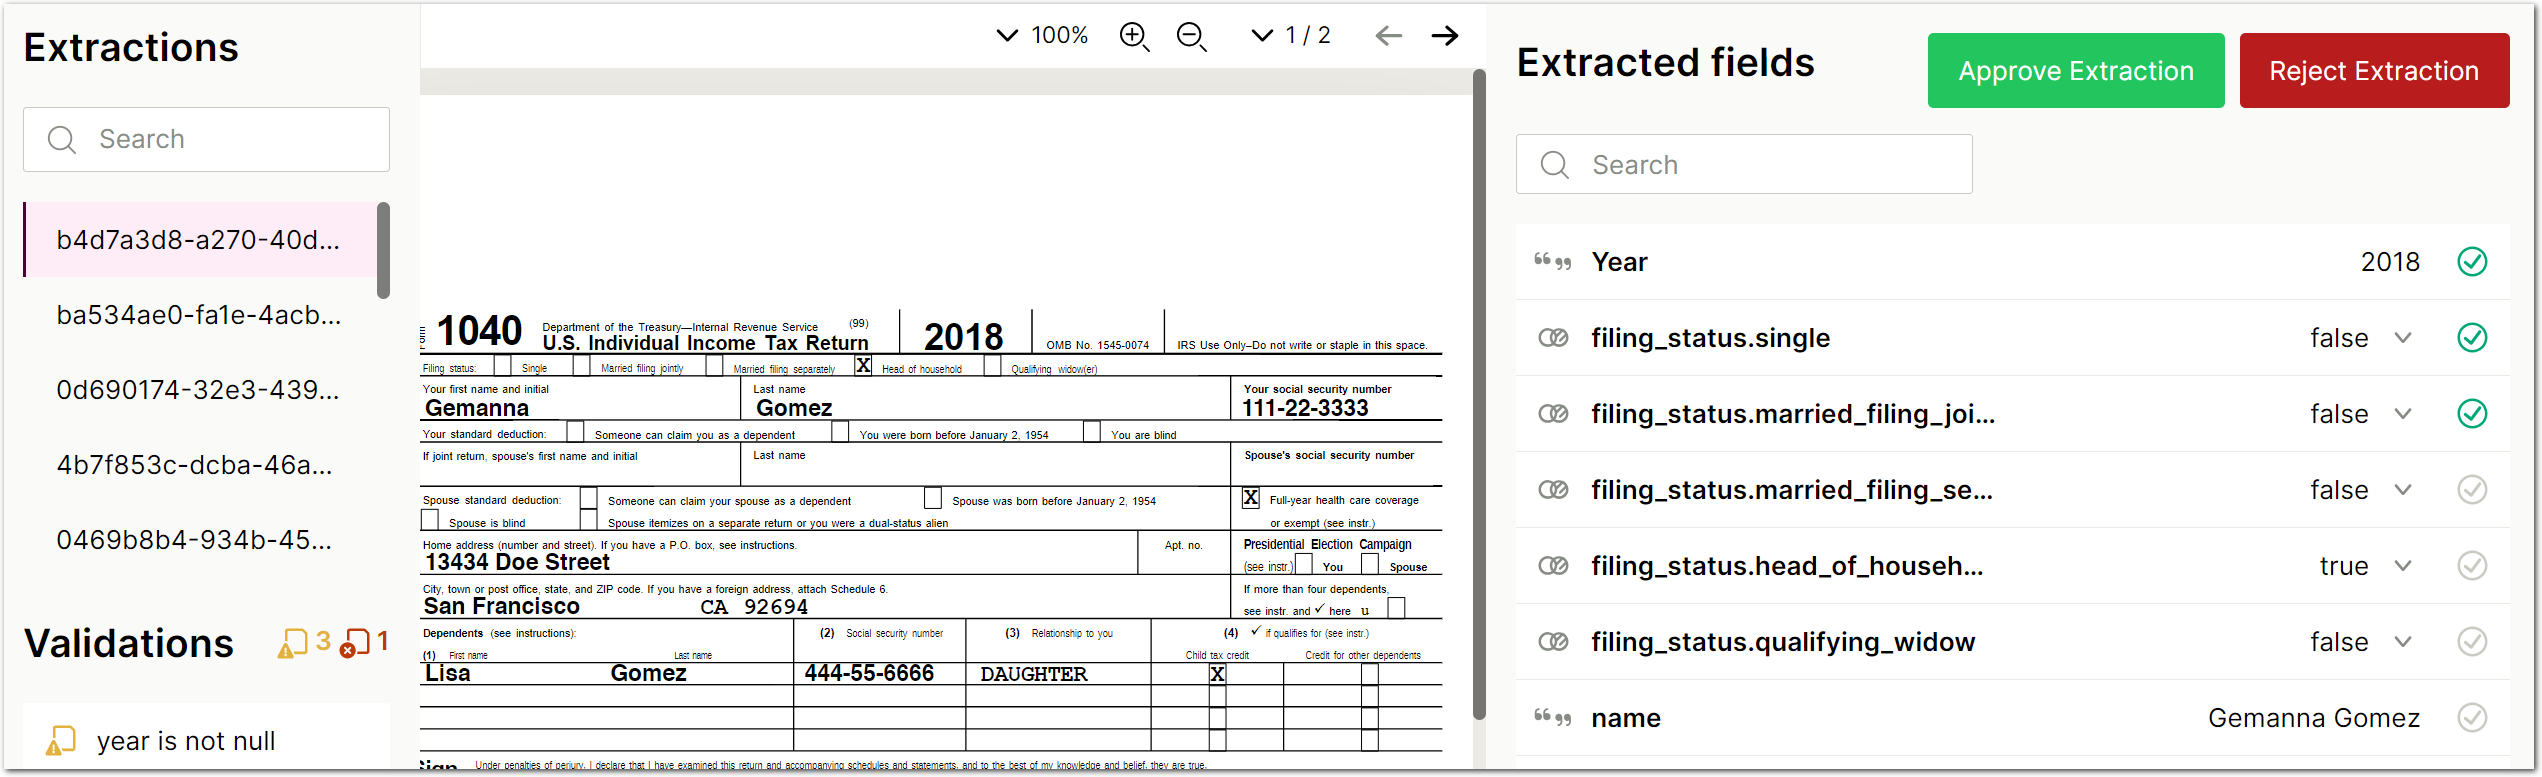 Extractions
Search
b4d7a3d8-a270-40d...
ba534ae0-fa1e-4acb...
0d690174-32e3-439...
4b7f853c-dcba-46a...
0469b8b4-934b-45...
Validations 3 1
year is not null
100% 1 / 2
Form 1040 Department of the Treasury—Internal Revenue Service (99)
U.S. Individual Income Tax Return 2018 OMB No. 1545-0074 IRS Use Only–Do not write or staple in this space.
Filing status: Single Married filing jointly Married filing separately X Head of household Qualifying widow(er)
Your first name and initial Last name Your social security number
Gemanna Gomez 111-22-3333
Your standard deduction: Someone can claim you as a dependent You were born before January 2, 1954 You are blind
If joint return, spouse's first name and initial Last name Spouse's social security number
Spouse standard deduction: Someone can claim your spouse as a dependent Spouse was born before January 2, 1954 X Full-year health care coverage
Spouse is blind Spouse itemizes on a separate return or you were a dual-status alien or exempt (see instr.)
Home address (number and street). If you have a P.O. box, see instructions. Apt. no. Presidential Election Campaign
13434 Doe Street (see instr.) You Spouse
City, town or post office, state, and ZIP code. If you have a foreign address, attach Schedule 6. If more than four dependents,
San Francisco CA 92694 see instr. and ✓ here u
Dependents (see instructions): (2) Social security number (3) Relationship to you (4) ✓ if qualifies for (see instr.)
(1) First name Last name Child tax credit Credit for other dependents
Lisa Gomez 444-55-6666 DAUGHTER X
Sign Under penalties of perjury, I declare that I have examined this return and accompanying schedules and statements, and to the best of my knowledge and belief, they are true,
Extracted fields Approve Extraction Reject Extraction
Search
Year 2018
filing_status.single false
filing_status.married_filing_joi... false
filing_status.married_filing_se... false
filing_status.head_of_househ... true
filing_status.qualifying_widow false
name Gemanna Gomez